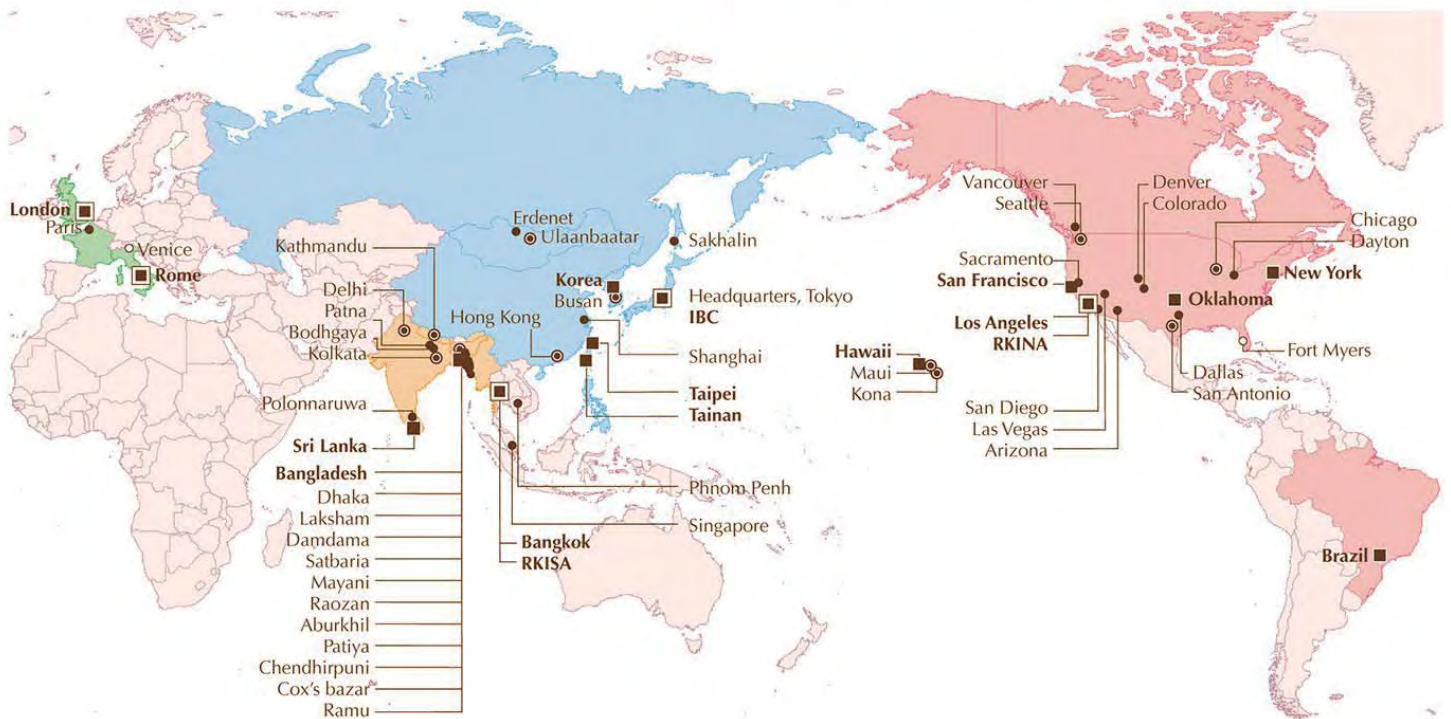 London
Paris
Venice
Rome
Kathmandu
Delhi
Patna
Bodhgaya
Kolkata
Polonnaruwa
Sri Lanka
Bangladesh
Dhaka
Laksham
Damdama
Satbaria
Mayani
Raozan
Aburkhil
Patiya
Chendhirpuni
Cox's bazar
Ramu
Erdenet
Ulaanbaatar
Sakhalin
Korea
Busan
Headquarters, Tokyo
IBC
Hong Kong
Shanghai
Taipei
Tainan
Phnom Penh
Singapore
Bangkok
RKISA
Hawaii
Maui
Kona
Vancouver
Seattle
Sacramento
San Francisco
Los Angeles
RKINA
San Diego
Las Vegas
Arizona
Denver
Colorado
Chicago
Dayton
New York
Oklahoma
Fort Myers
Dallas
San Antonio
Brazil